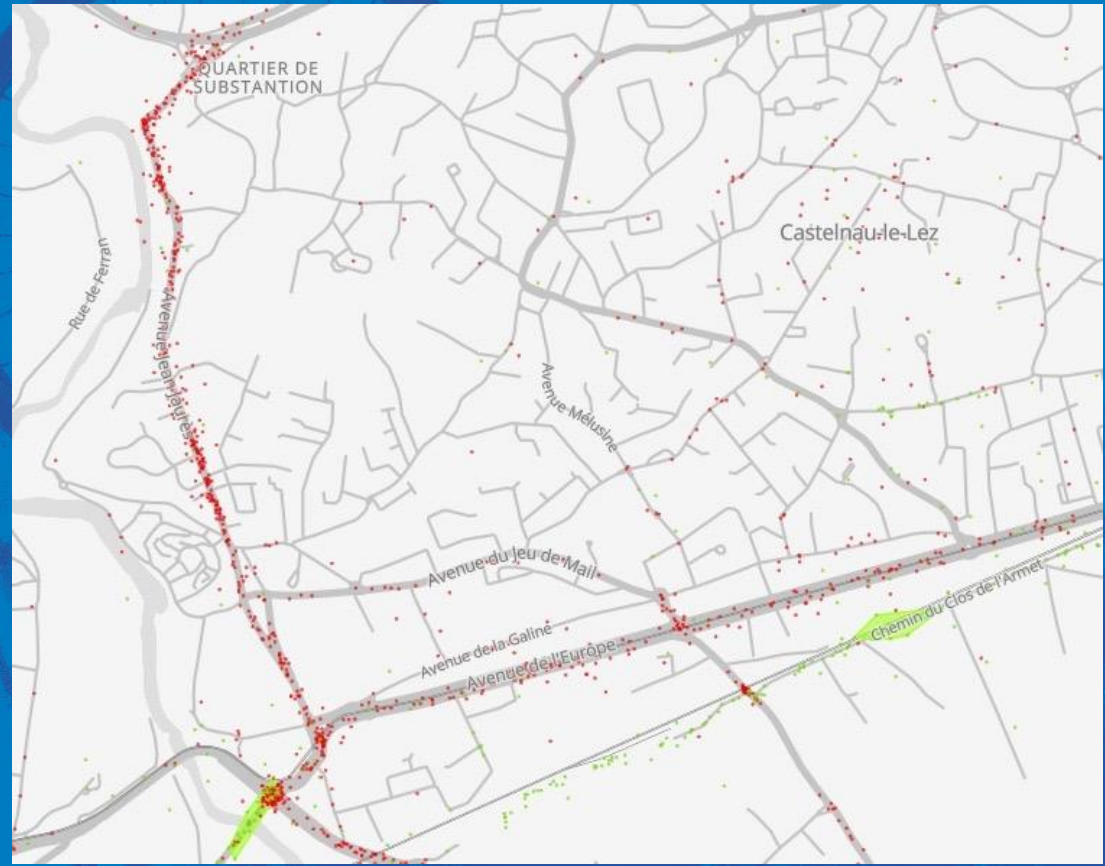 QUARTIER DE
SUBSTANTION
Castelnau-le-Lez
Rue de Ferran
Avenue Jean Jaurès
Avenue Mélusine
Avenue du Jeu de Mail
Avenue de la Galine
Avenue de l'Europe
Chemin du Clos de l'Armet